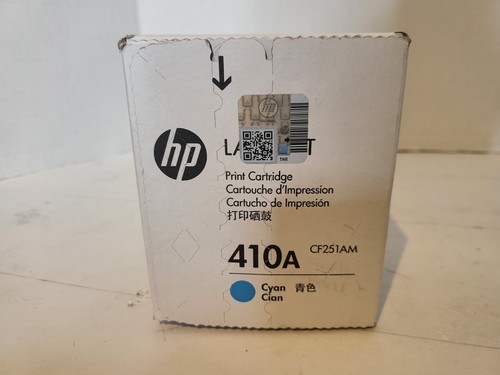 hp
Print Cartridge
Cartouche d'Impression
Cartucho de Impresión
打印硒鼓
410A CF251AM
Cyan 青色
Cian